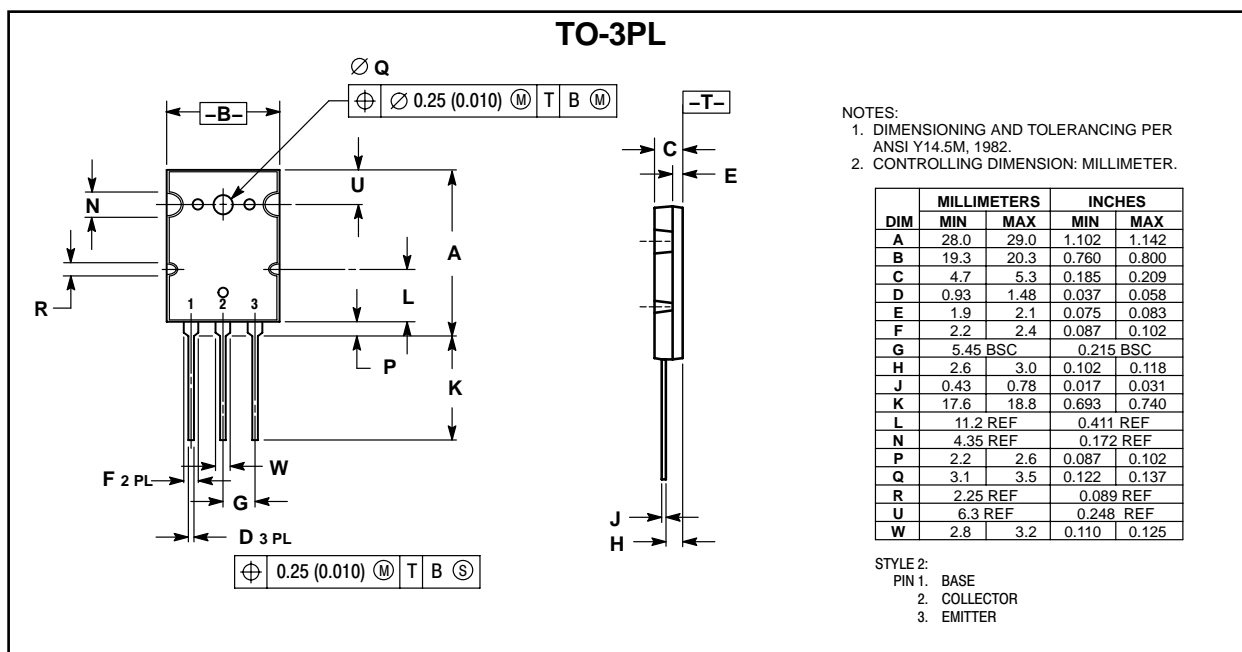 TO-3PL
∅ Q
⌖ ∅ 0.25 (0.010) Ⓜ T B Ⓜ
–B–
–T–
C
E
U
N
A
L
R
1 2 3
P
K
W
F 2 PL
G
D 3 PL
J
H
⌖ 0.25 (0.010) Ⓜ T B Ⓢ
NOTES:
1. DIMENSIONING AND TOLERANCING PER
ANSI Y14.5M, 1982.
2. CONTROLLING DIMENSION: MILLIMETER.
MILLIMETERS INCHES
DIM MIN MAX MIN MAX
A 28.0 29.0 1.102 1.142
B 19.3 20.3 0.760 0.800
C 4.7 5.3 0.185 0.209
D 0.93 1.48 0.037 0.058
E 1.9 2.1 0.075 0.083
F 2.2 2.4 0.087 0.102
G 5.45 BSC 0.215 BSC
H 2.6 3.0 0.102 0.118
J 0.43 0.78 0.017 0.031
K 17.6 18.8 0.693 0.740
L 11.2 REF 0.411 REF
N 4.35 REF 0.172 REF
P 2.2 2.6 0.087 0.102
Q 3.1 3.5 0.122 0.137
R 2.25 REF 0.089 REF
U 6.3 REF 0.248 REF
W 2.8 3.2 0.110 0.125
STYLE 2:
PIN 1. BASE
2. COLLECTOR
3. EMITTER